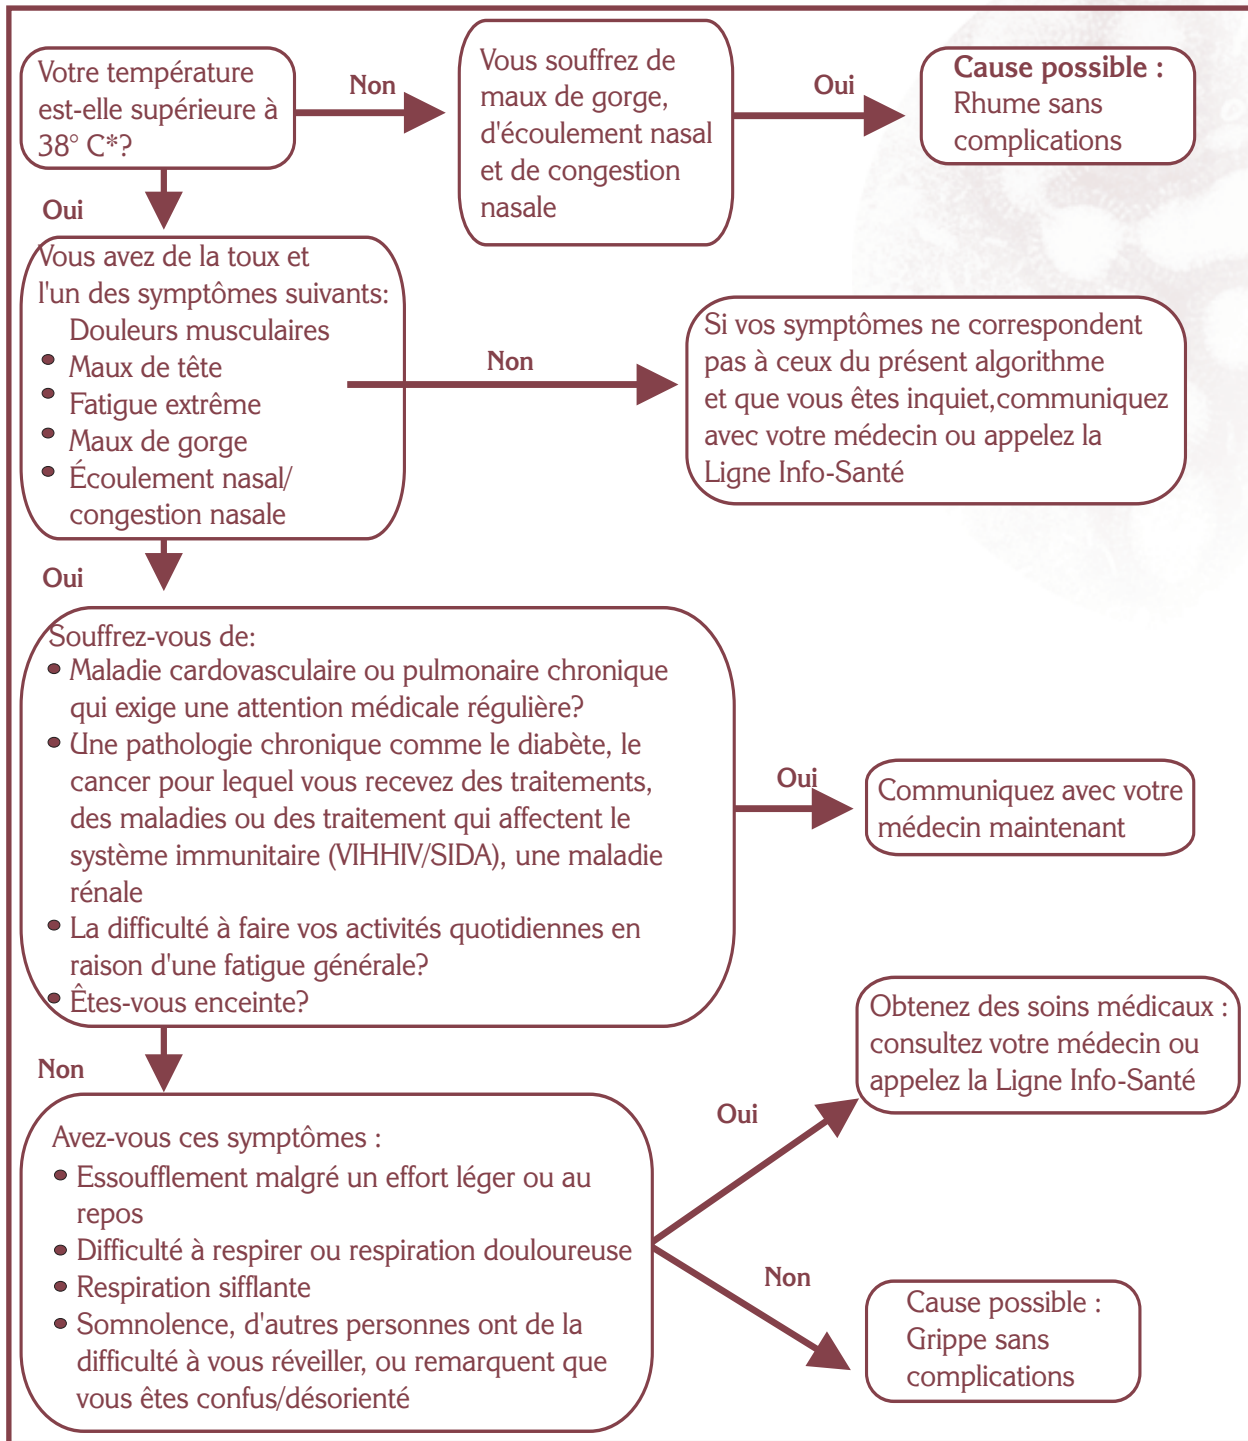 Votre température
est-elle supérieure à
38° C*?
Non
Vous souffrez de
maux de gorge,
d'écoulement nasal
et de congestion
nasale
Oui
Cause possible :
Rhume sans
complications
Oui
Vous avez de la toux et
l'un des symptômes suivants:
Douleurs musculaires
• Maux de tête
• Fatigue extrême
• Maux de gorge
• Écoulement nasal/
congestion nasale
Non
Si vos symptômes ne correspondent
pas à ceux du présent algorithme
et que vous êtes inquiet,communiquez
avec votre médecin ou appelez la
Ligne Info-Santé
Oui
Souffrez-vous de:
• Maladie cardovasculaire ou pulmonaire chronique
qui exige une attention médicale régulière?
• Une pathologie chronique comme le diabète, le
cancer pour lequel vous recevez des traitements,
des maladies ou des traitement qui affectent le
système immunitaire (VIHHIV/SIDA), une maladie
rénale
• La difficulté à faire vos activités quotidiennes en
raison d'une fatigue générale?
• Êtes-vous enceinte?
Oui
Communiquez avec votre
médecin maintenant
Non
Avez-vous ces symptômes :
• Essoufflement malgré un effort léger ou au
repos
• Difficulté à respirer ou respiration douloureuse
• Respiration sifflante
• Somnolence, d'autres personnes ont de la
difficulté à vous réveiller, ou remarquent que
vous êtes confus/désorienté
Oui
Obtenez des soins médicaux :
consultez votre médecin ou
appelez la Ligne Info-Santé
Non
Cause possible :
Grippe sans
complications